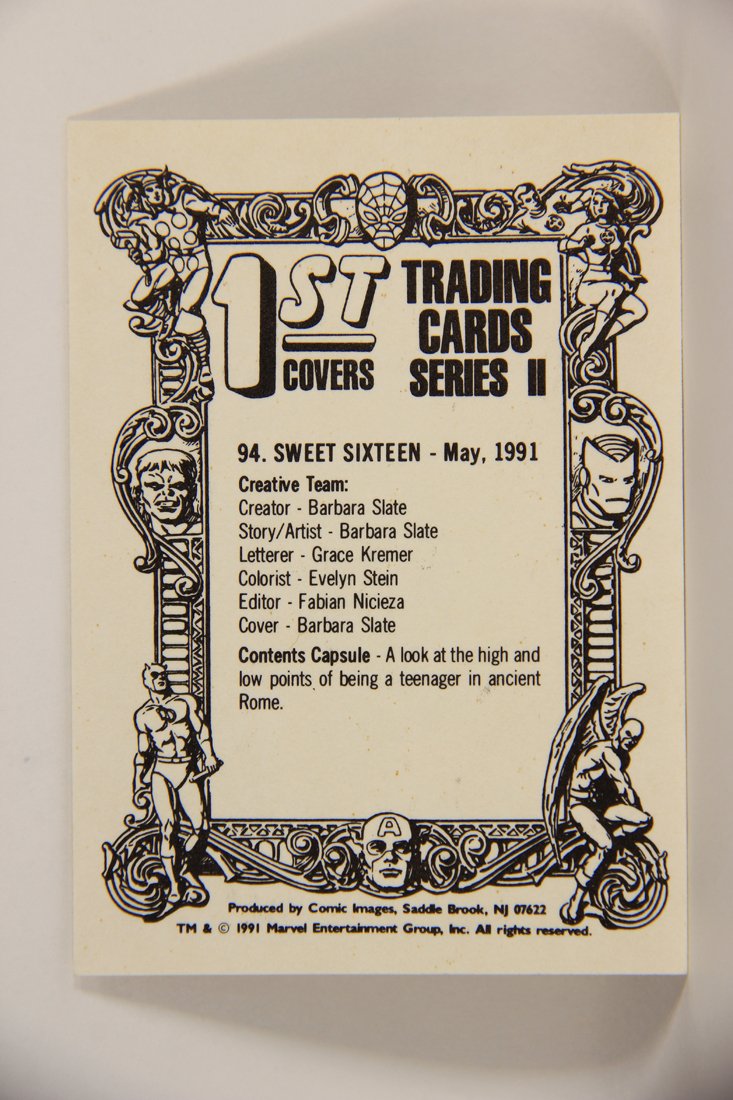 1ST COVERS
TRADING
CARDS
SERIES II
94. SWEET SIXTEEN - May, 1991
Creative Team:
Creator - Barbara Slate
Story/Artist - Barbara Slate
Letterer - Grace Kremer
Colorist - Evelyn Stein
Editor - Fabian Nicieza
Cover - Barbara Slate
Contents Capsule - A look at the high and
low points of being a teenager in ancient
Rome.
A
Produced by Comic Images, Saddle Brook, NJ 07622
TM & © 1991 Marvel Entertainment Group, Inc. All rights reserved.